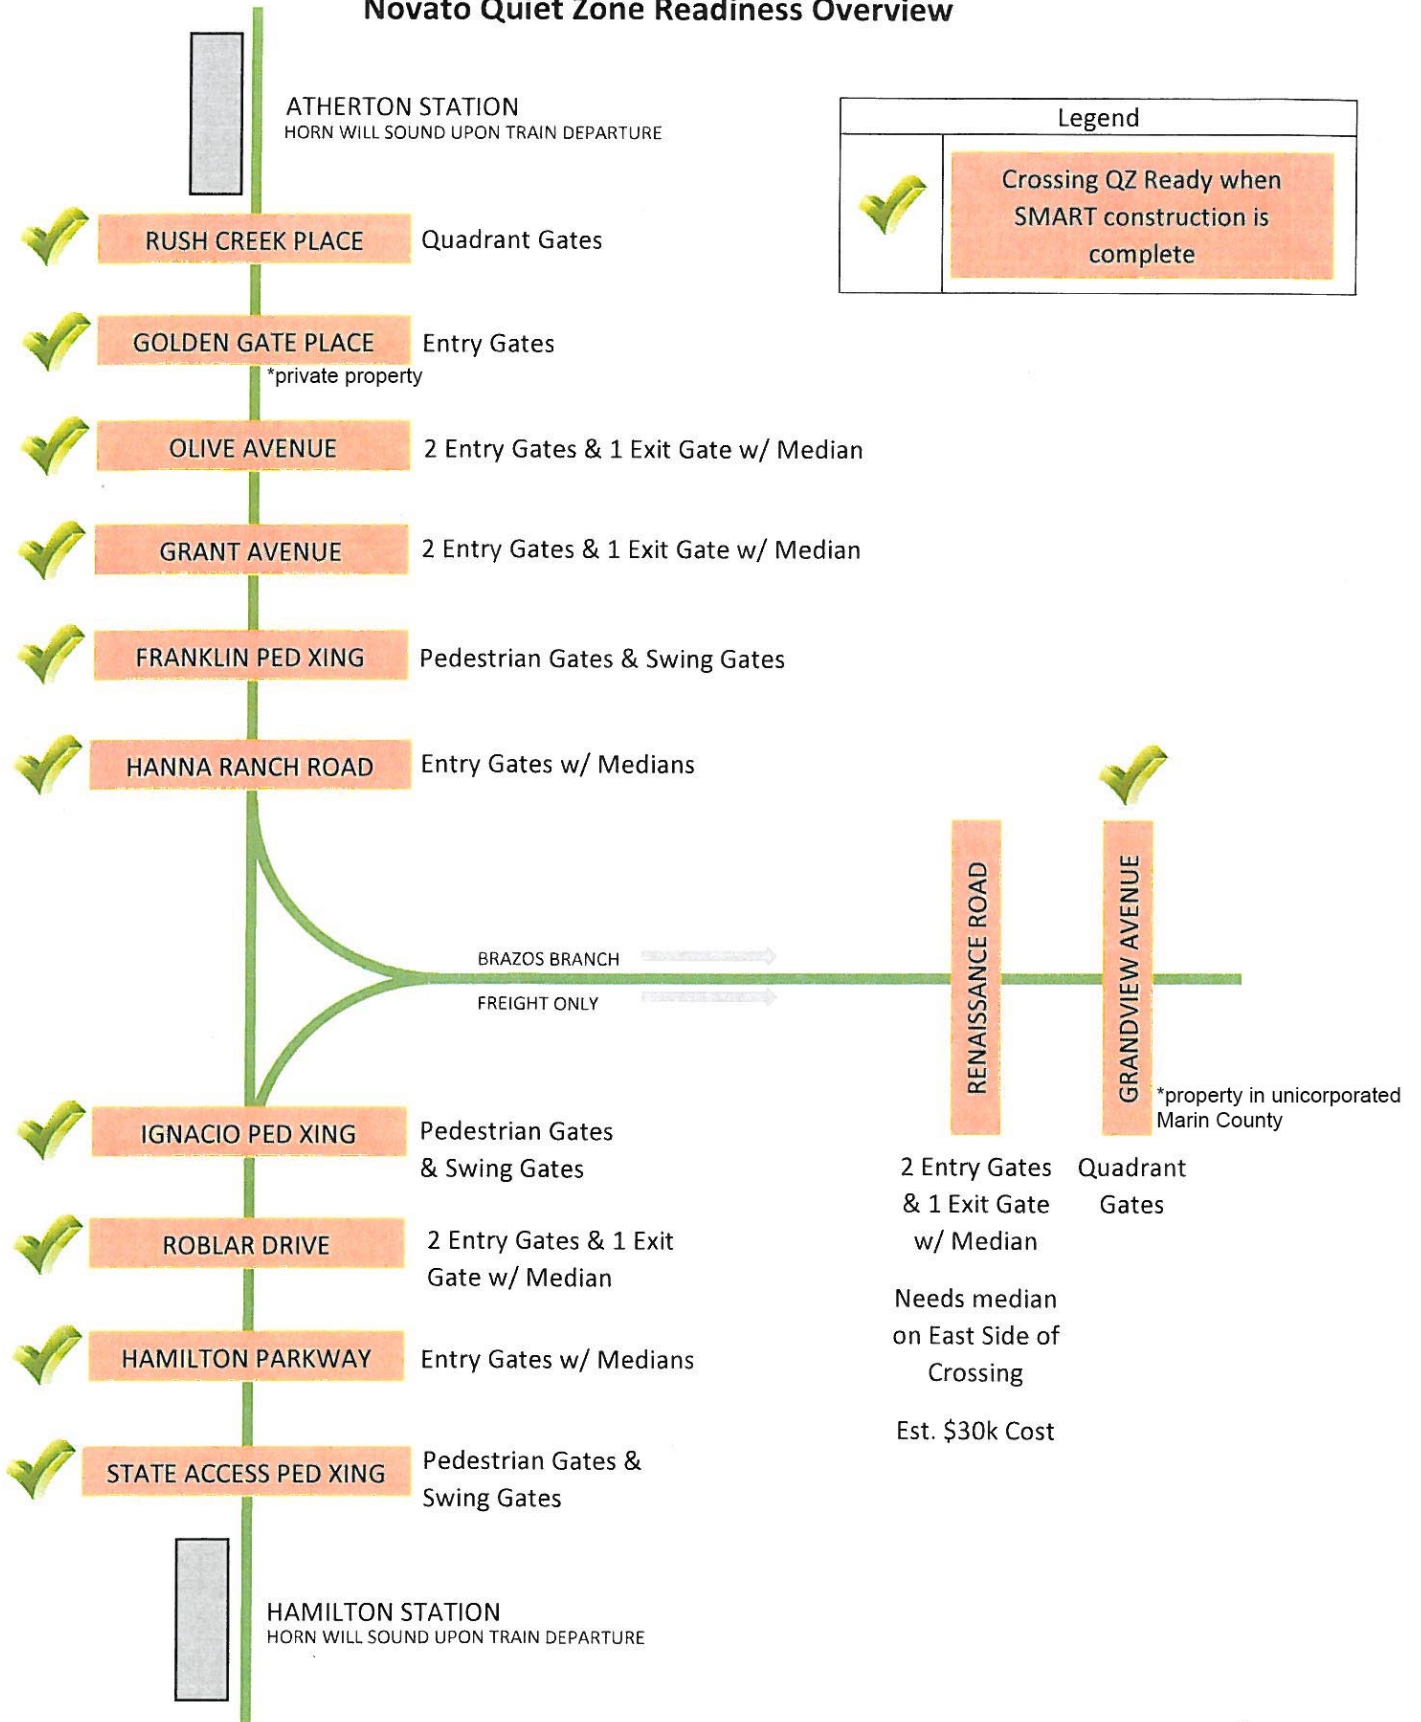 Novato Quiet Zone Readiness Overview
ATHERTON STATION
HORN WILL SOUND UPON TRAIN DEPARTURE
Legend
Crossing QZ Ready when
SMART construction is
complete
RUSH CREEK PLACE
Quadrant Gates
GOLDEN GATE PLACE
Entry Gates
*private property
OLIVE AVENUE
2 Entry Gates & 1 Exit Gate w/ Median
GRANT AVENUE
2 Entry Gates & 1 Exit Gate w/ Median
FRANKLIN PED XING
Pedestrian Gates & Swing Gates
HANNA RANCH ROAD
Entry Gates w/ Medians
BRAZOS BRANCH
FREIGHT ONLY
RENAISSANCE ROAD
GRANDVIEW AVENUE
*property in unicorporated
Marin County
2 Entry Gates
& 1 Exit Gate
w/ Median
Needs median
on East Side of
Crossing
Est. $30k Cost
Quadrant
Gates
IGNACIO PED XING
Pedestrian Gates
& Swing Gates
ROBLAR DRIVE
2 Entry Gates & 1 Exit
Gate w/ Median
HAMILTON PARKWAY
Entry Gates w/ Medians
STATE ACCESS PED XING
Pedestrian Gates &
Swing Gates
HAMILTON STATION
HORN WILL SOUND UPON TRAIN DEPARTURE